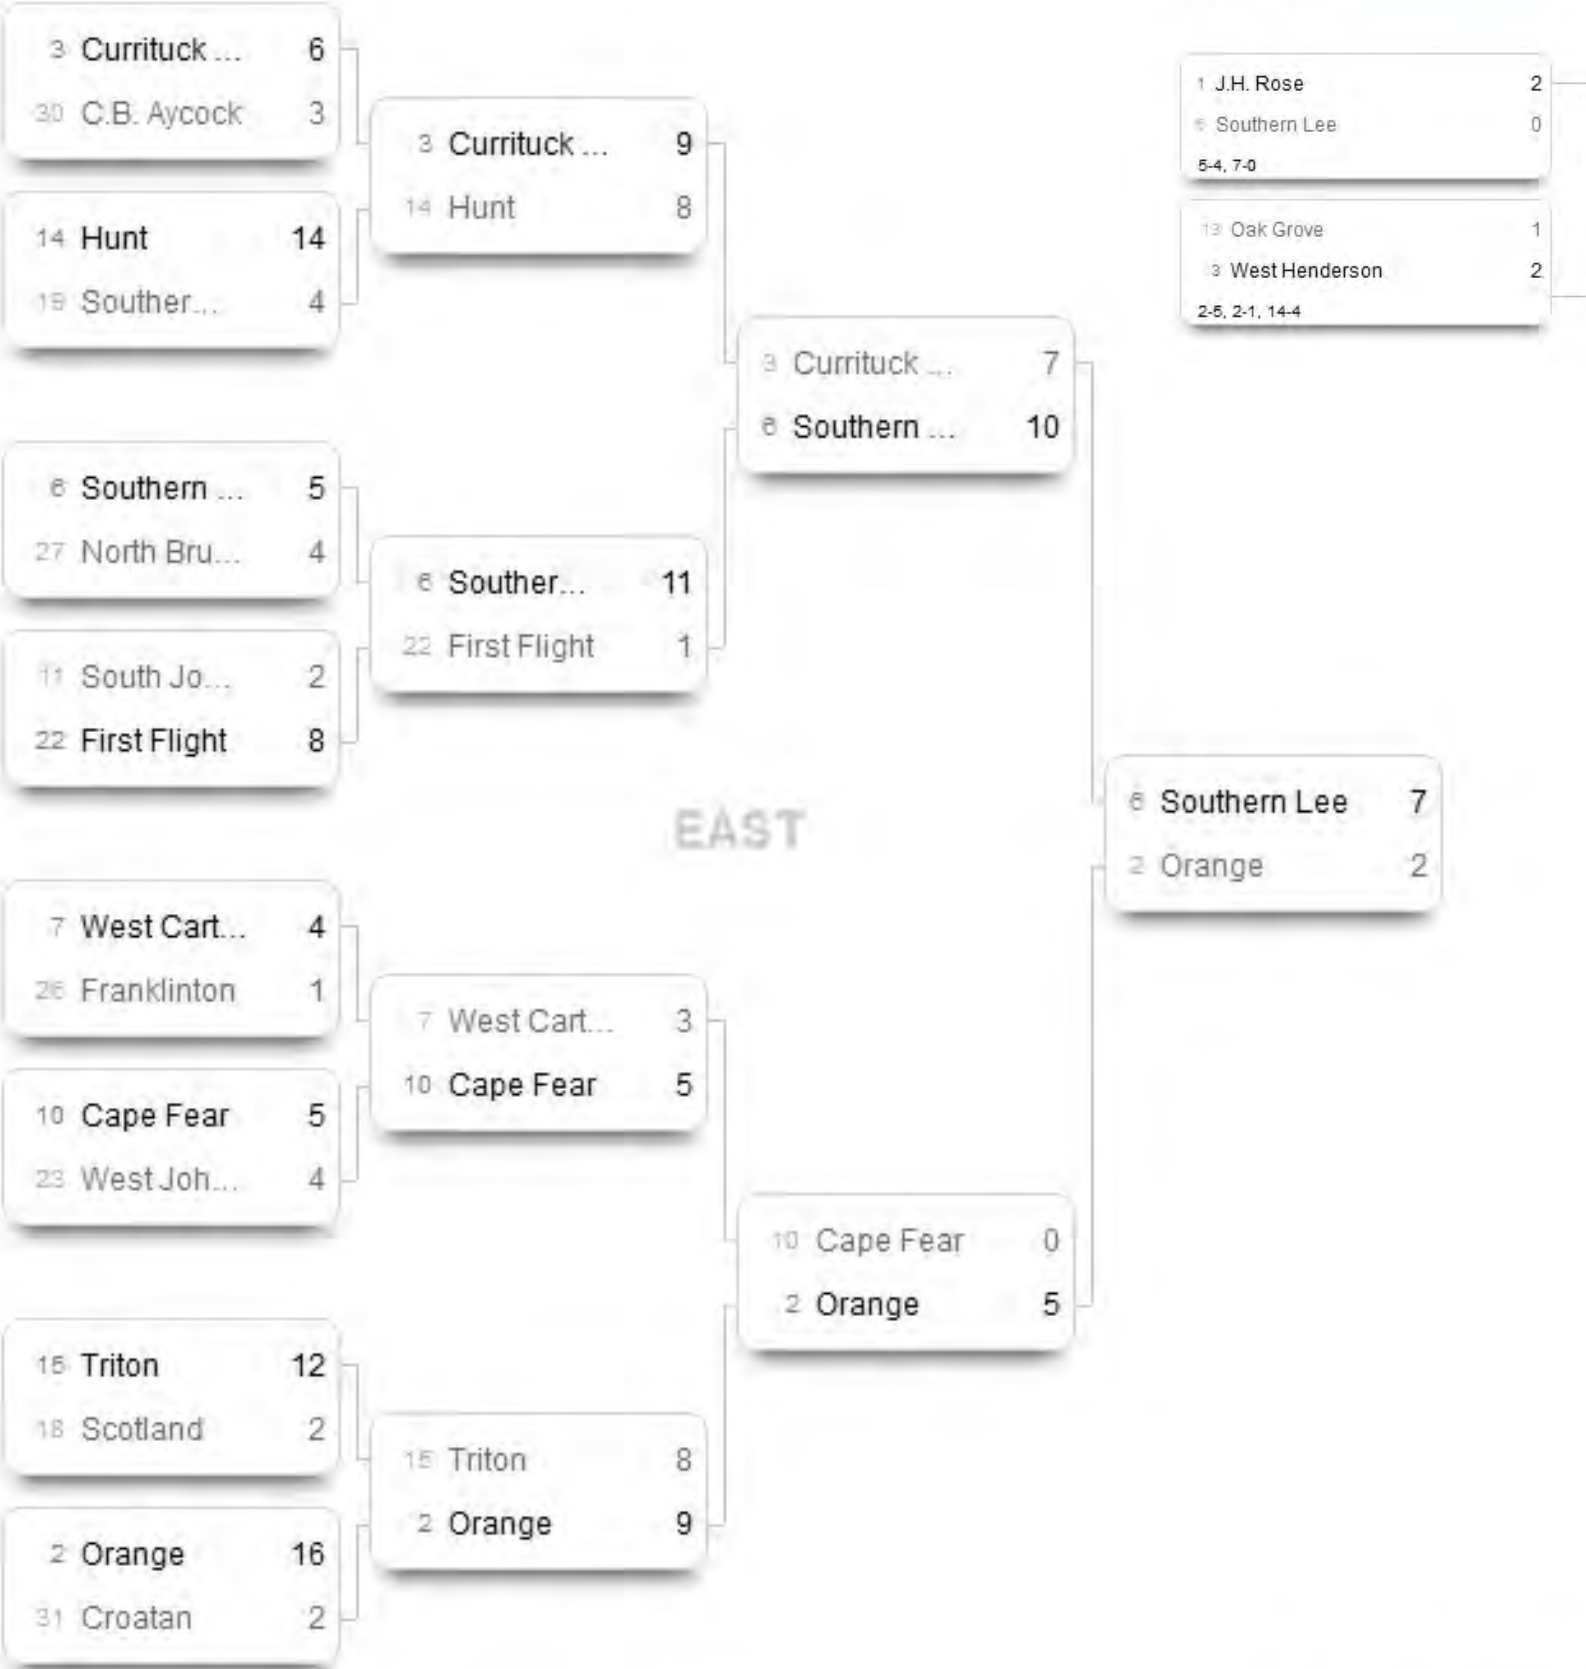 3 Currituck ... 6
30 C.B. Aycock 3
14 Hunt 14
19 Souther... 4
3 Currituck ... 9
14 Hunt 8
6 Southern ... 5
27 North Bru... 4
11 South Jo... 2
22 First Flight 8
6 Souther... 11
22 First Flight 1
3 Currituck ... 7
6 Southern ... 10
EAST
7 West Cart... 4
26 Franklinton 1
10 Cape Fear 5
23 West Joh... 4
7 West Cart... 3
10 Cape Fear 5
15 Triton 12
18 Scotland 2
2 Orange 16
31 Croatan 2
15 Triton 8
2 Orange 9
10 Cape Fear 0
2 Orange 5
6 Southern Lee 7
2 Orange 2
1 J.H. Rose 2
6 Southern Lee 0
5-4, 7-0
13 Oak Grove 1
3 West Henderson 2
2-5, 2-1, 14-4